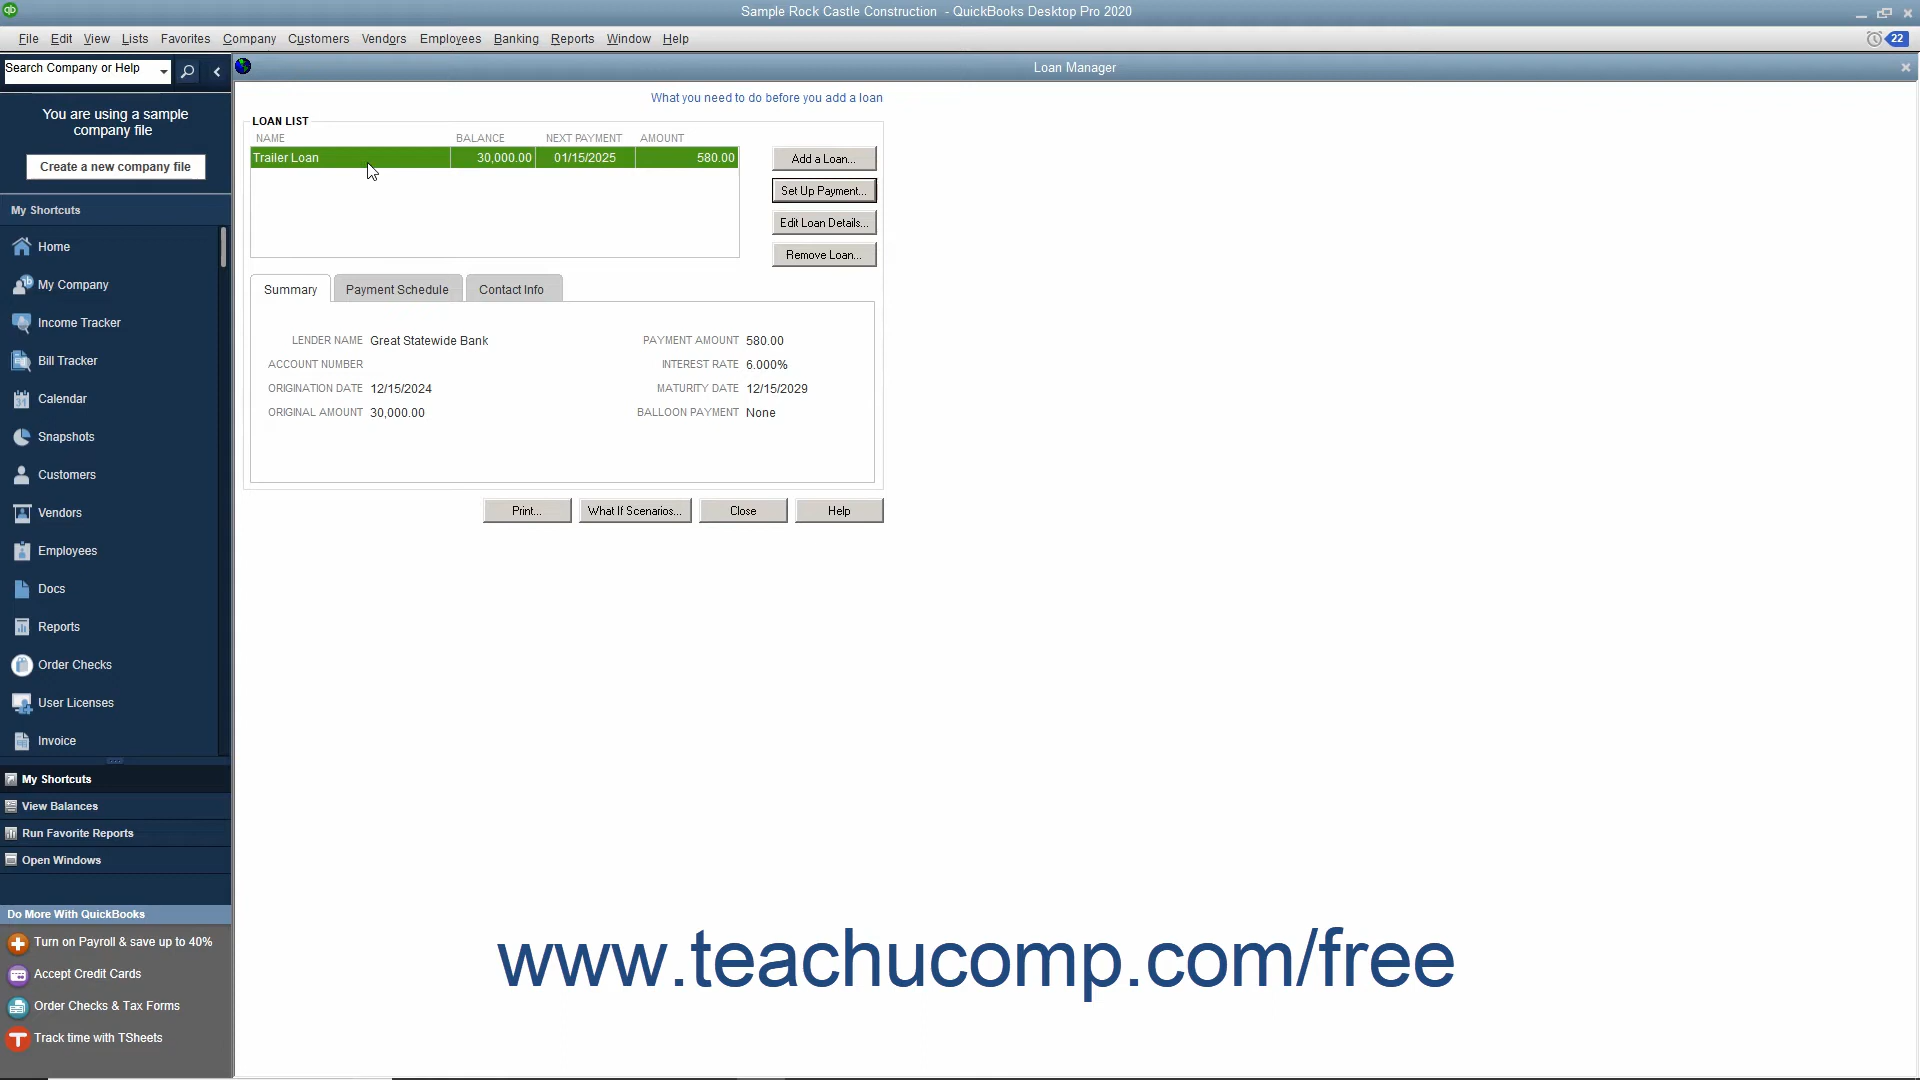 Sample Rock Castle Construction - QuickBooks Desktop Pro 2020
File Edit View Lists Favorites Company Customers Vendors Employees Banking Reports Window Help
22
Search Company or Help
Loan Manager
You are using a sample
company file
Create a new company file
My Shortcuts
Home
My Company
Income Tracker
Bill Tracker
Calendar
Snapshots
Customers
Vendors
Employees
Docs
Reports
Order Checks
User Licenses
Invoice
My Shortcuts
View Balances
Run Favorite Reports
Open Windows
Do More With QuickBooks
Turn on Payroll & save up to 40%
Accept Credit Cards
Order Checks & Tax Forms
Track time with TSheets
What you need to do before you add a loan
LOAN LIST
NAME BALANCE NEXT PAYMENT AMOUNT
Trailer Loan 30,000.00 01/15/2025 580.00
Add a Loan...
Set Up Payment...
Edit Loan Details...
Remove Loan...
Summary Payment Schedule Contact Info
LENDER NAME Great Statewide Bank PAYMENT AMOUNT 580.00
ACCOUNT NUMBER INTEREST RATE 6.000%
ORIGINATION DATE 12/15/2024 MATURITY DATE 12/15/2029
ORIGINAL AMOUNT 30,000.00 BALLOON PAYMENT None
Print... What If Scenarios... Close Help
www.teachucomp.com/free